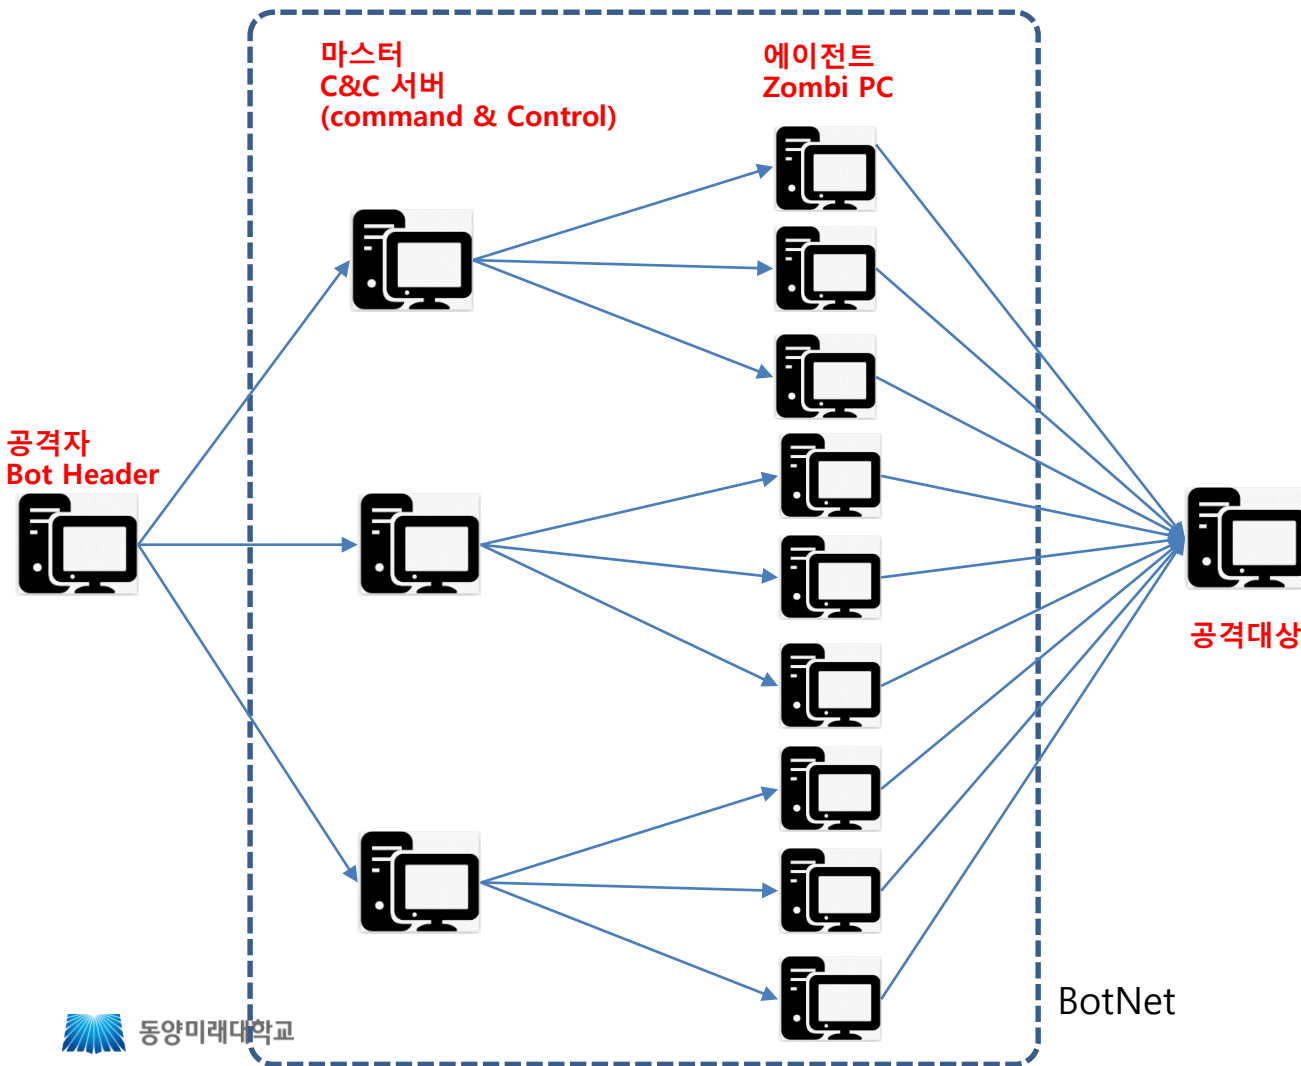 마스터
C&C 서버
(command & Control)
에이전트
Zombi PC
공격자
Bot Header
공격대상
BotNet
동양미래대학교